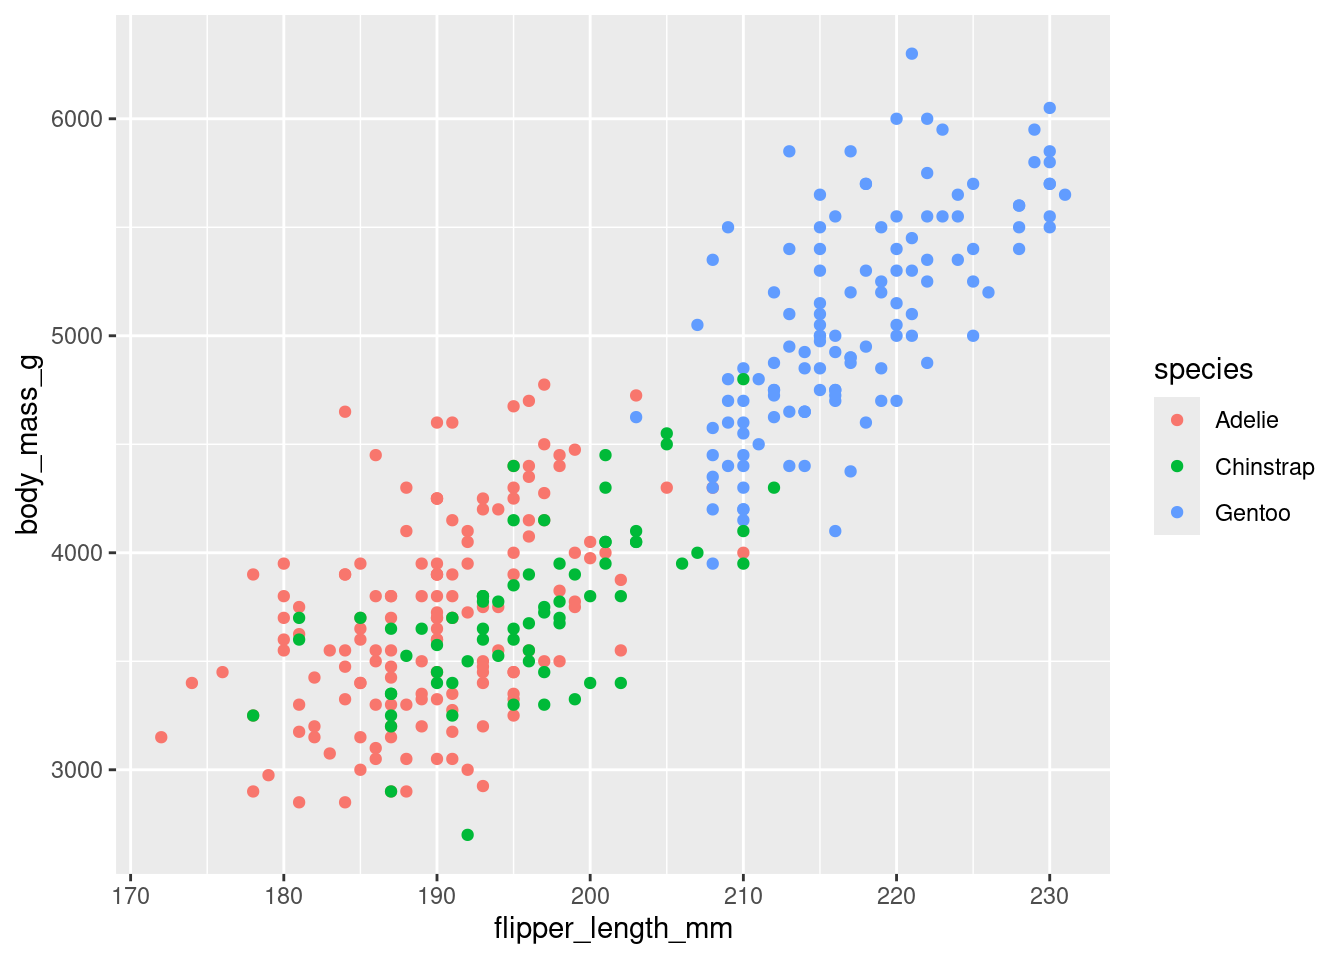 6000
5000
4000
3000
body_mass_g
170 180 190 200 210 220 230
flipper_length_mm
species
Adelie
Chinstrap
Gentoo